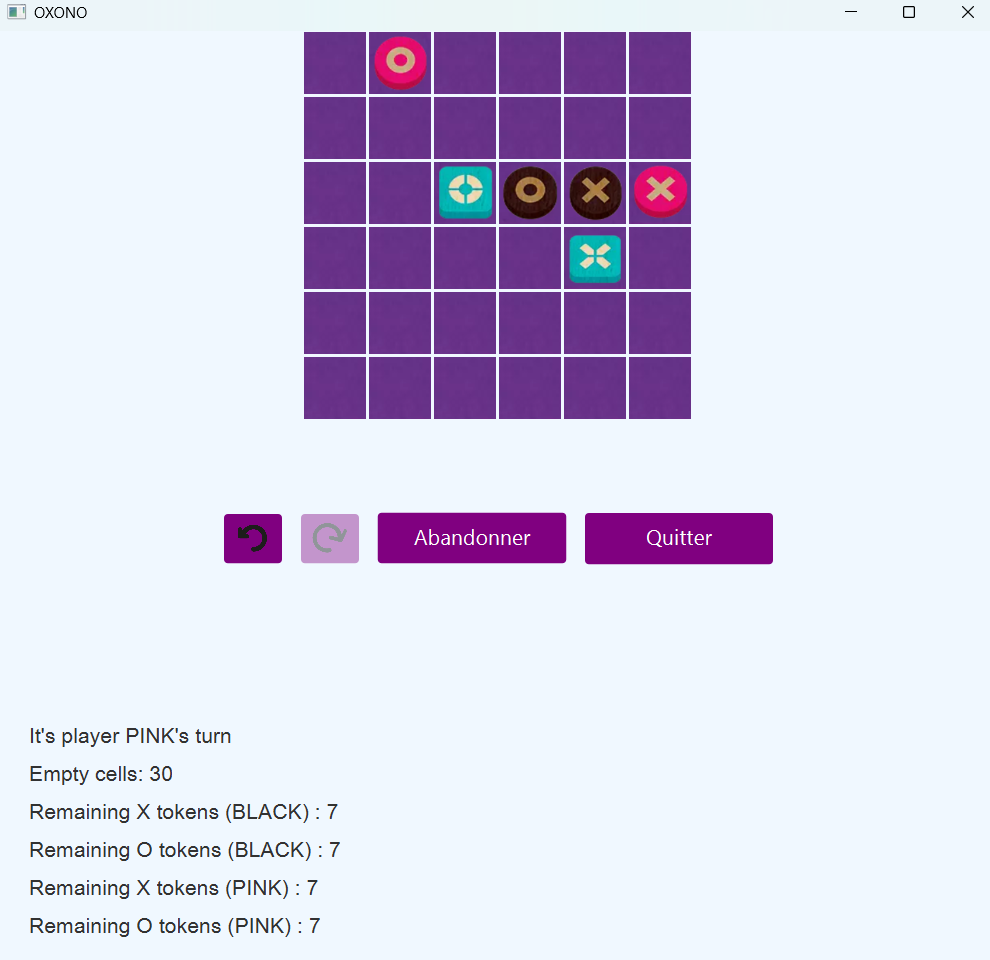 OXONO
Abandonner
Quitter
It's player PINK's turn
Empty cells: 30
Remaining X tokens (BLACK) : 7
Remaining O tokens (BLACK) : 7
Remaining X tokens (PINK) : 7
Remaining O tokens (PINK) : 7